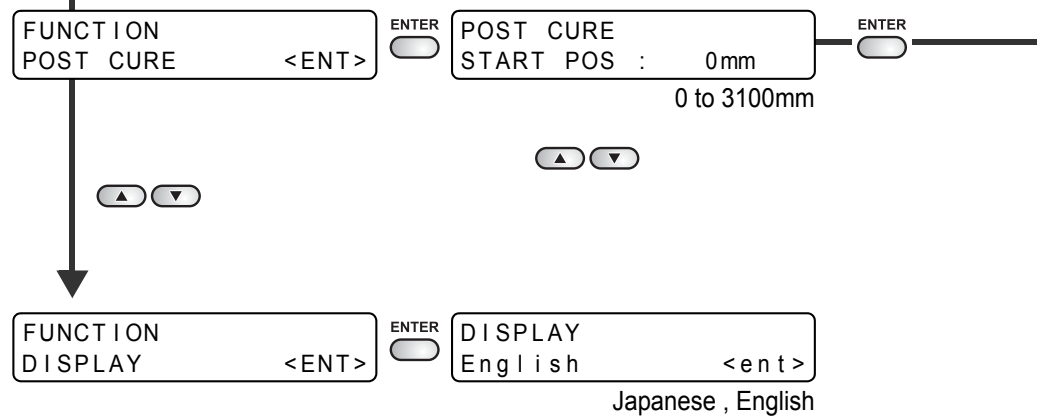 FUNCTION
POST CURE <ENT>
ENTER
POST CURE
START POS : 0mm
ENTER
0 to 3100mm
FUNCTION
DISPLAY <ENT>
ENTER
DISPLAY
English <ent>
Japanese , English